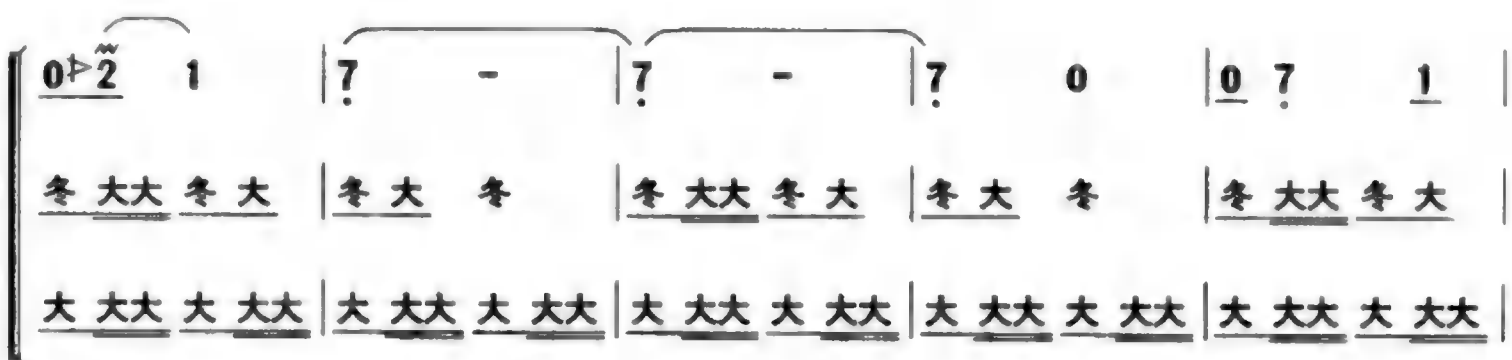 0 2 1 | 7 - | 7 - | 7 0 | 0 7 1 |
冬 大大 冬 大 | 冬 大 冬 | 冬 大大 冬 大 | 冬 大 冬 | 冬 大大 冬 大 |
大 大大 大 大大 | 大 大大 大 大大 | 大 大大 大 大大 | 大 大大 大 大大 | 大 大大 大 大大 |